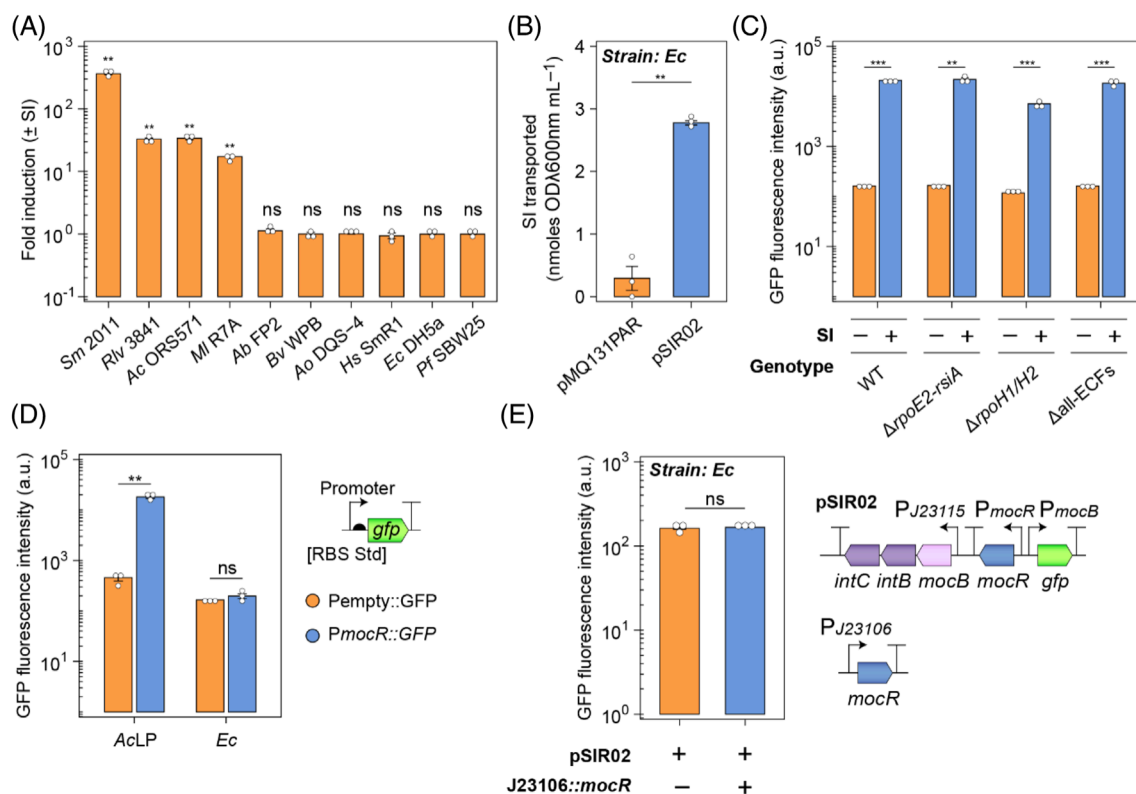 (A)
Fold induction (± SI)
10³
10²
10¹
10⁰
10⁻¹
** ** ** ** ns ns ns ns ns ns
Sm 2011
Rlv 3841
Ac ORS571
Ml R7A
Ab FP2
Bv WPB
Ao DQS−4
Hs SmR1
Ec DH5a
Pf SBW25
(B)
SI transported
(nmoles ODλ600nm mL⁻¹)
4
3
2
1
0
Strain: Ec
**
pMQ131PAR
pSIR02
(C)
GFP fluorescence intensity (a.u.)
10⁵
10³
10¹
*** ** *** ***
− + − + − + − + SI
Genotype
WT
ΔrpoE2-rsiA
ΔrpoH1/H2
Δall-ECFs
(D)
GFP fluorescence intensity (a.u.)
10⁵
10³
10¹
**
ns
AcLP
Ec
Promoter
gfp
[RBS Std]
Pempty::GFP
PmocR::GFP
(E)
GFP fluorescence intensity (a.u.)
10³
10²
10¹
10⁰
Strain: Ec
ns
pSIR02 + +
J23106::mocR − +
pSIR02
PJ23115 PmocR PmocB
intC intB mocB mocR gfp
PJ23106
mocR